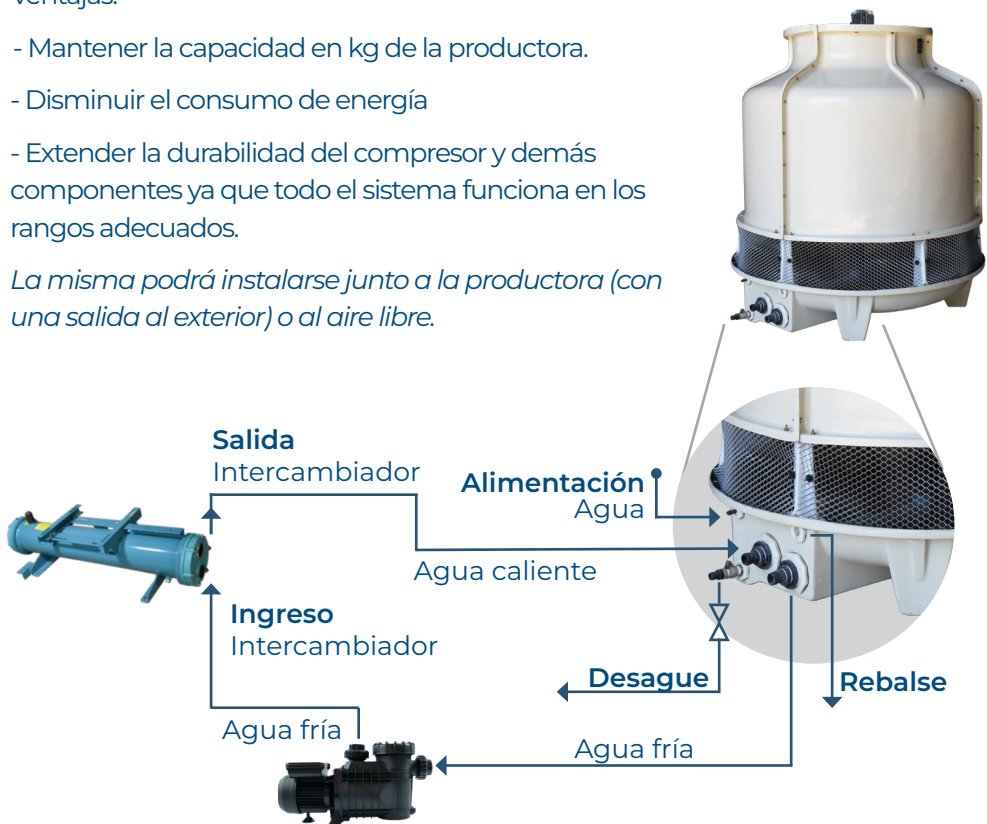 ventajas:
- Mantener la capacidad en kg de la productora.
- Disminuir el consumo de energía
- Extender la durabilidad del compresor y demás
componentes ya que todo el sistema funciona en los
rangos adecuados.
La misma podrá instalarse junto a la productora (con
una salida al exterior) o al aire libre.
Salida
Intercambiador
Alimentación
Agua
Agua caliente
Ingreso
Intercambiador
Desague
Rebalse
Agua fría
Agua fría